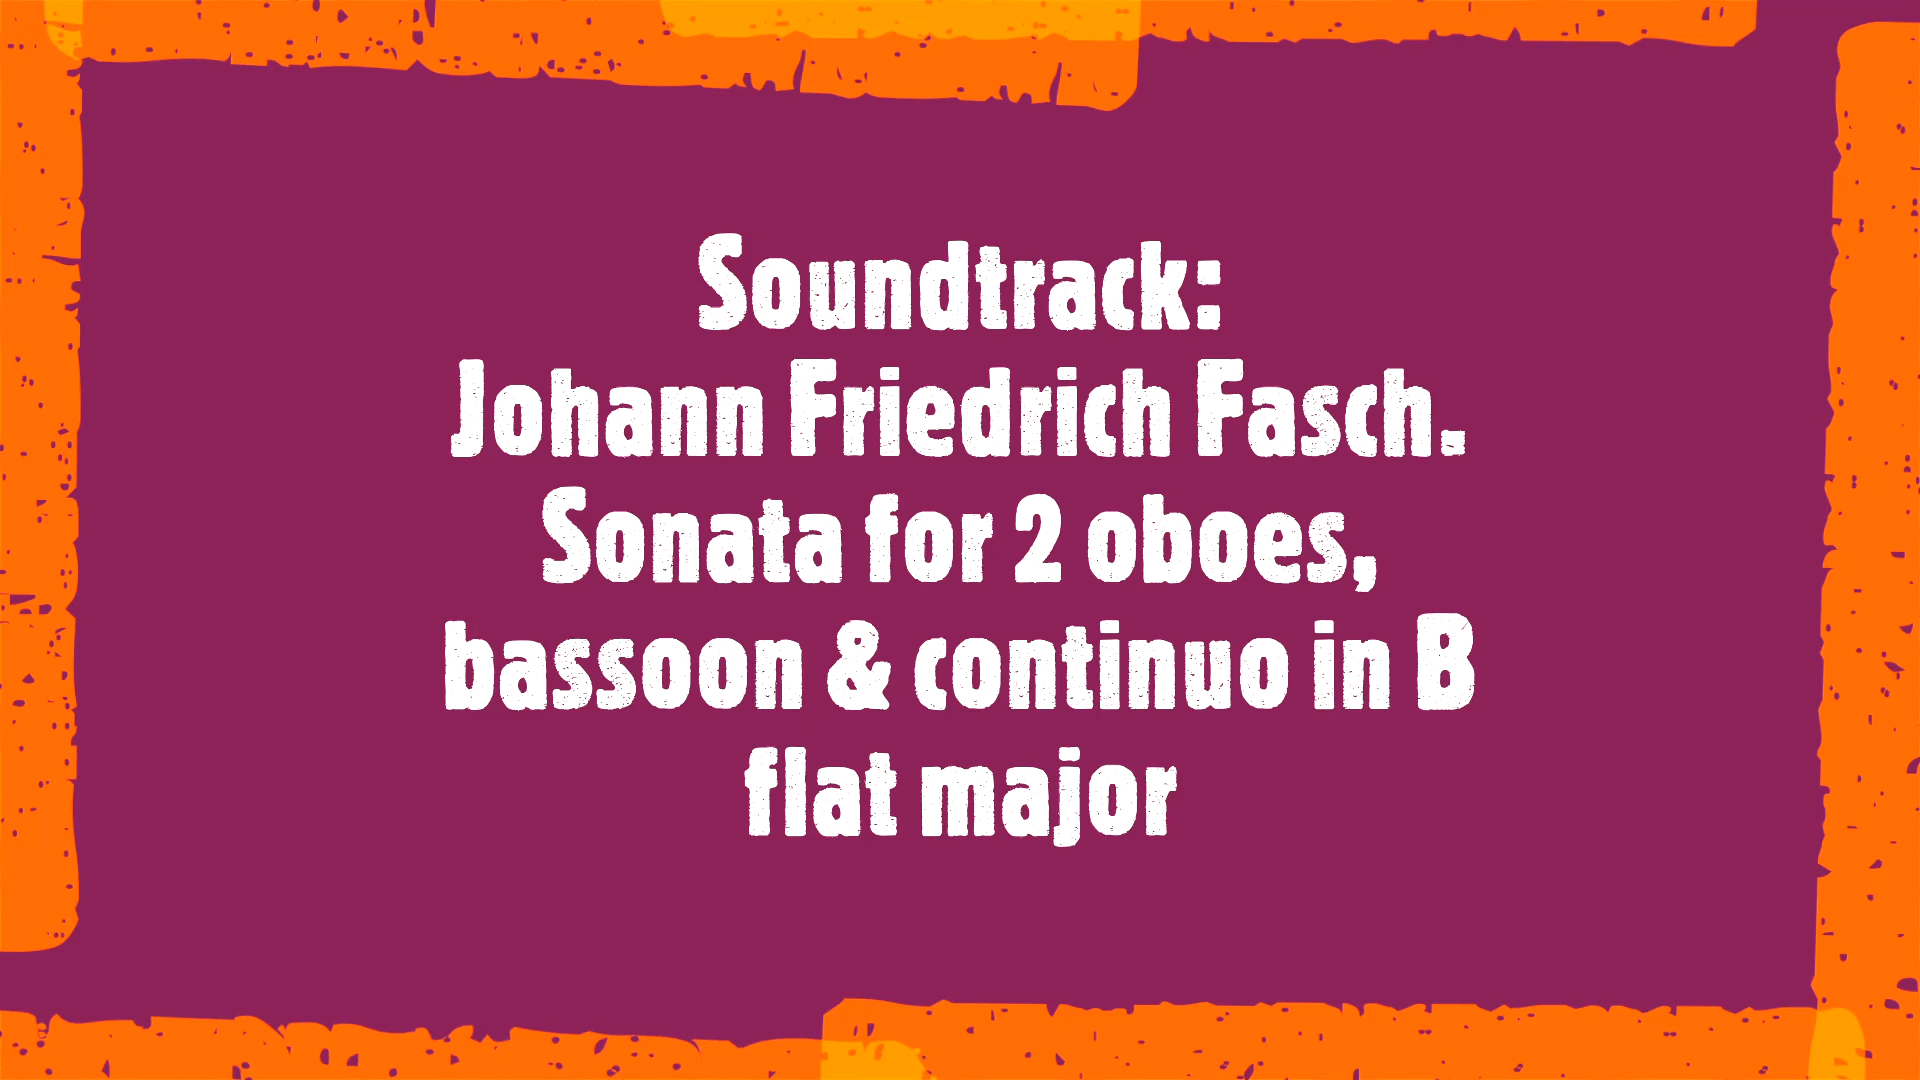 Soundtrack:
Johann Friedrich Fasch.
Sonata for 2 oboes,
bassoon & continuo in B
flat major